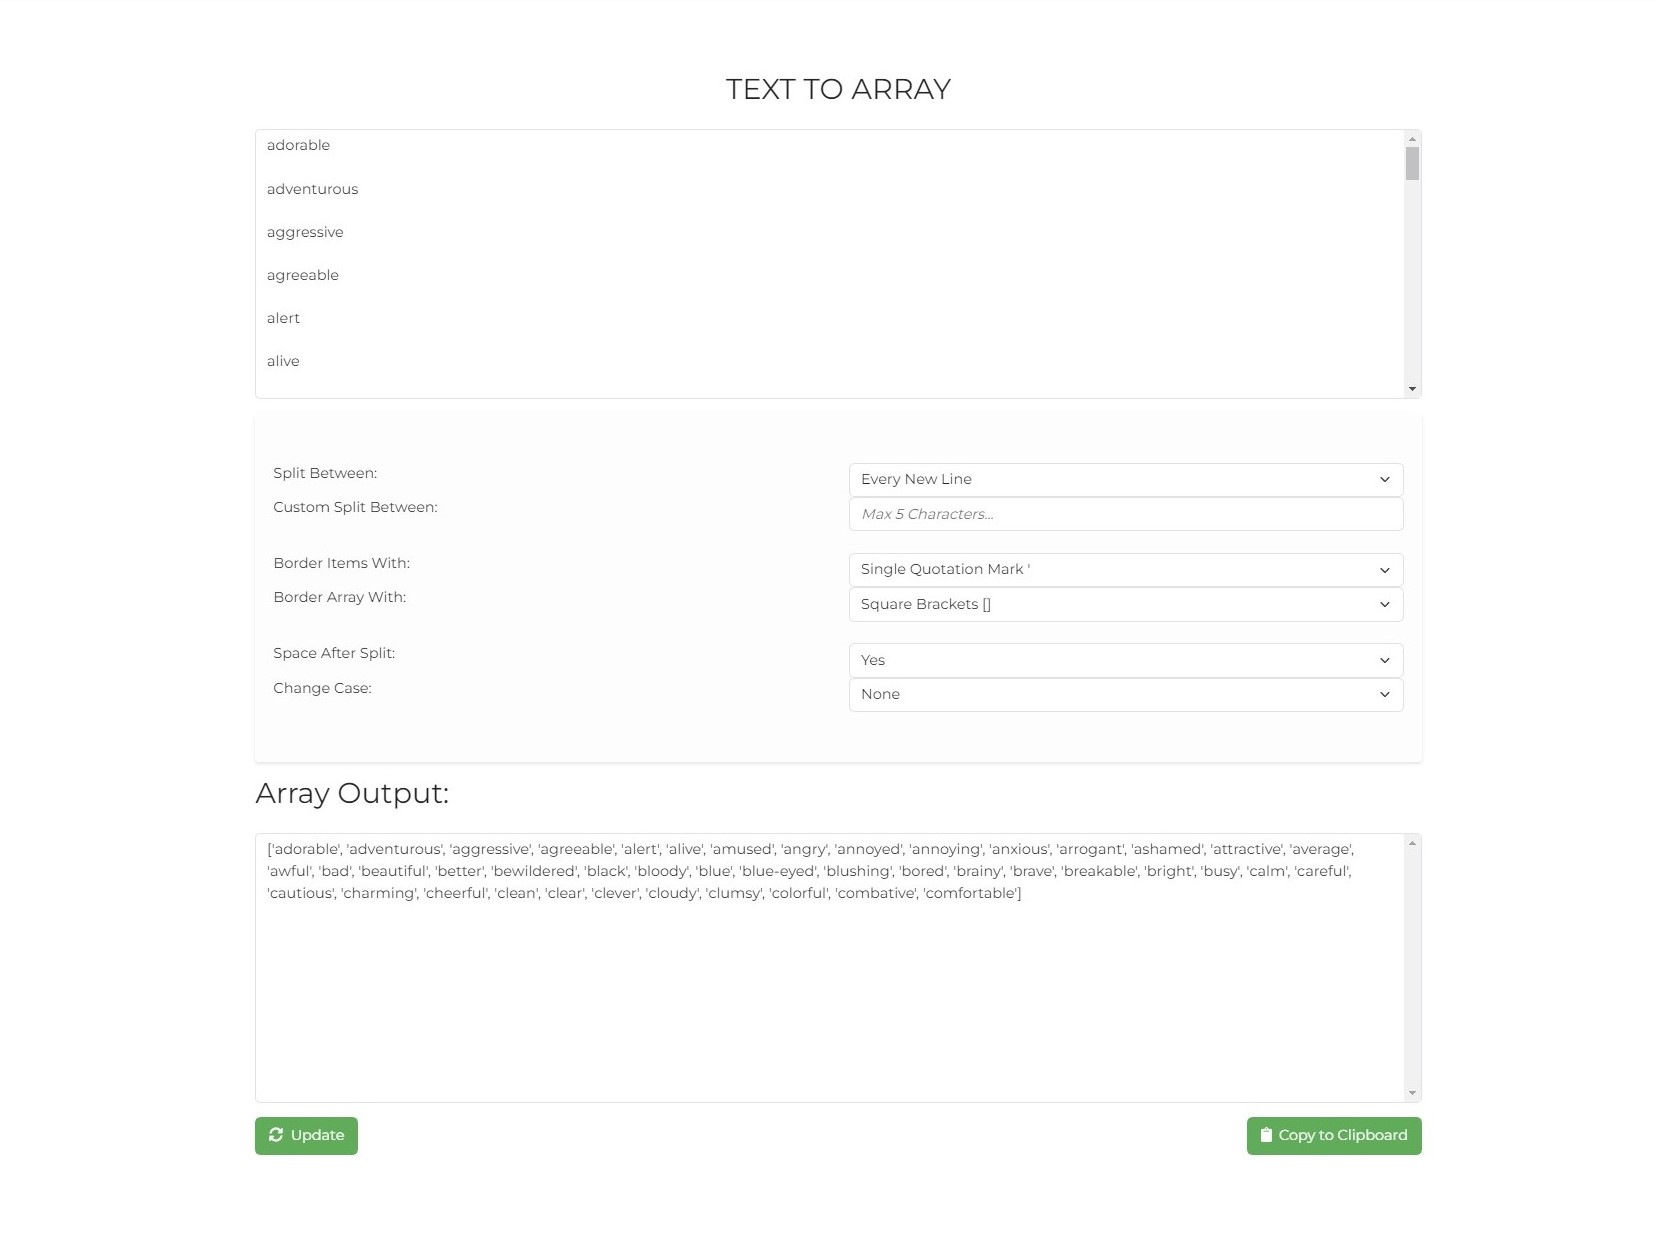 TEXT TO ARRAY
adorable
adventurous
aggressive
agreeable
alert
alive
Split Between:
Every New Line
Custom Split Between:
Max 5 Characters...
Border Items With:
Single Quotation Mark '
Border Array With:
Square Brackets []
Space After Split:
Yes
Change Case:
None
Array Output:
['adorable', 'adventurous', 'aggressive', 'agreeable', 'alert', 'alive', 'amused', 'angry', 'annoyed', 'annoying', 'anxious', 'arrogant', 'ashamed', 'attractive', 'average',
'awful', 'bad', 'beautiful', 'better', 'bewildered', 'black', 'bloody', 'blue', 'blue-eyed', 'blushing', 'bored', 'brainy', 'brave', 'breakable', 'bright', 'busy', 'calm', 'careful',
'cautious', 'charming', 'cheerful', 'clean', 'clear', 'clever', 'cloudy', 'clumsy', 'colorful', 'combative', 'comfortable']
Update
Copy to Clipboard